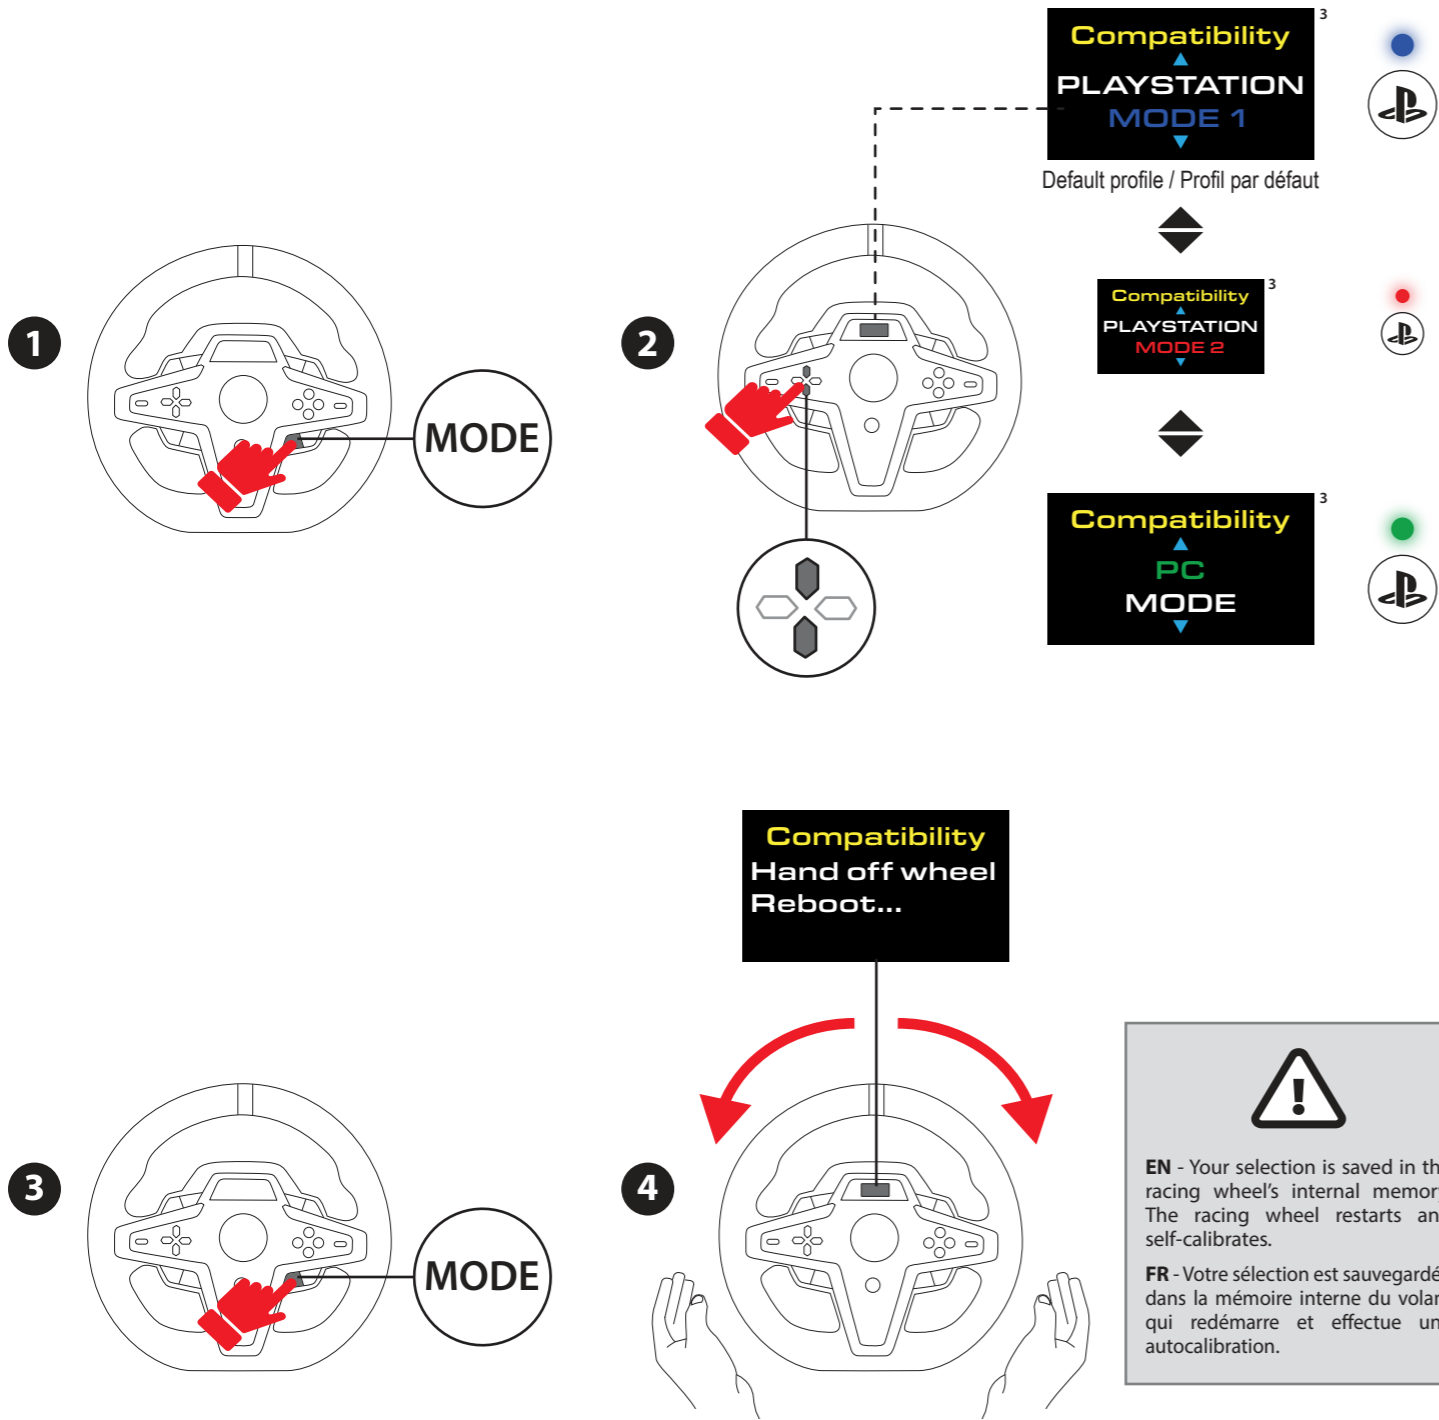 1
MODE
2
Compatibility 3
PLAYSTATION
MODE 1
Default profile / Profil par défaut
Compatibility 3
PLAYSTATION
MODE 2
Compatibility 3
PC
MODE
3
MODE
4
Compatibility
Hand off wheel
Reboot...
EN - Your selection is saved in th
racing wheel's internal memory
The racing wheel restarts an
self-calibrates.
FR - Votre sélection est sauvegardé
dans la mémoire interne du volan
qui redémarre et effectue un
autocalibration.